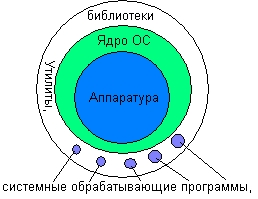 библиотеки
Ядро ОС
Утилиты,
Аппаратура
системные обрабатывающие программы,